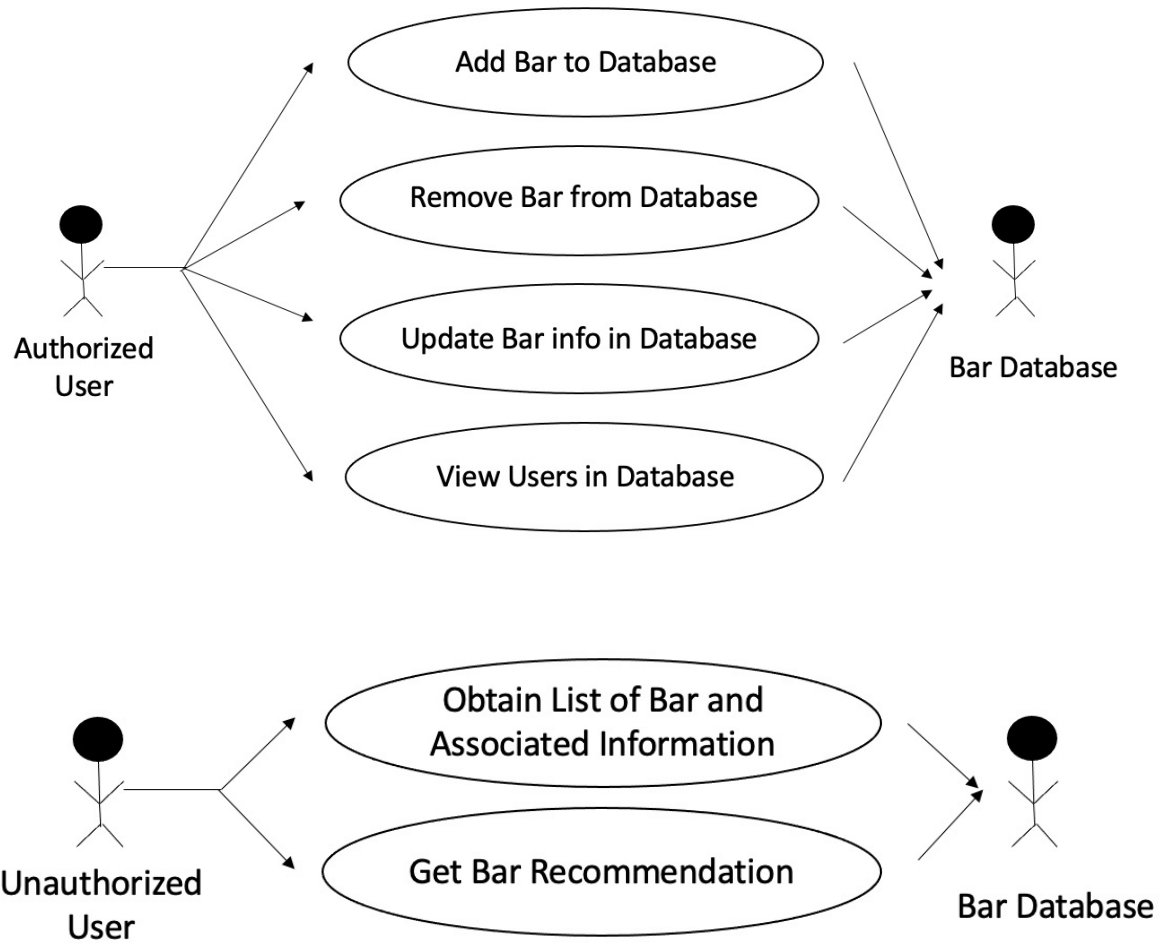 Add Bar to Database
Remove Bar from Database
Authorized
User
Update Bar info in Database
Bar Database
View Users in Database
Obtain List of Bar and
Associated Information
Unauthorized
User
Get Bar Recommendation
Bar Database